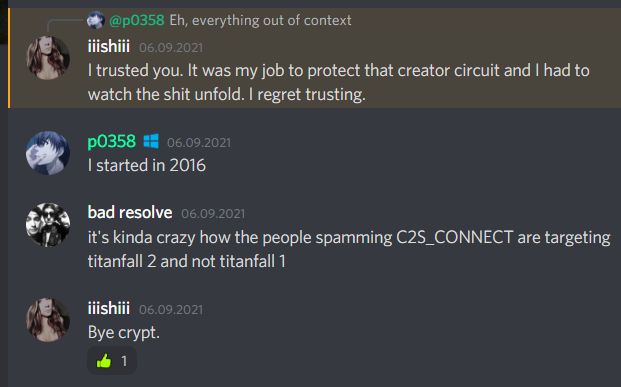 @p0358 Eh, everything out of context
iiishiii 06.09.2021
I trusted you. It was my job to protect that creator circuit and I had to
watch the shit unfold. I regret trusting.
p0358 06.09.2021
I started in 2016
bad resolve 06.09.2021
it's kinda crazy how the people spamming C2S_CONNECT are targeting
titanfall 2 and not titanfall 1
iiishiii 06.09.2021
Bye crypt.
1